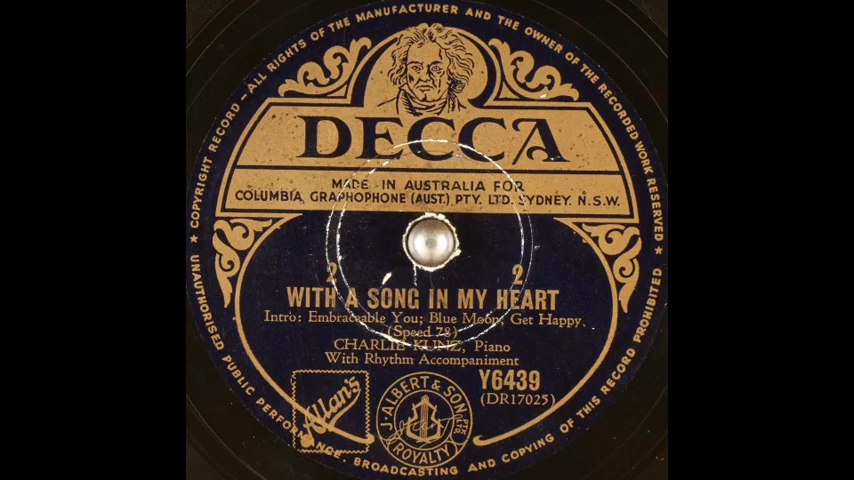 ★ COPYRIGHT RECORD – ALL RIGHTS OF THE MANUFACTURER AND THE OWNER OF THE RECORDED WORK RESERVED ★
DECCA
MADE IN AUSTRALIA FOR
COLUMBIA GRAPHOPHONE (AUST.) PTY. LTD. SYDNEY. N.S.W.
2 2
WITH A SONG IN MY HEART
Intro: Embraceable You; Blue Moon; Get Happy
(Speed 78)
CHARLIE KUNZ, Piano
With Rhythm Accompaniment
Y6439
(DR17025)
Allan's
J. ALBERT & SON PTY. LTD.
ROYALTY
UNAUTHORISED PUBLIC PERFORMANCE, BROADCASTING AND COPYING OF THIS RECORD PROHIBITED